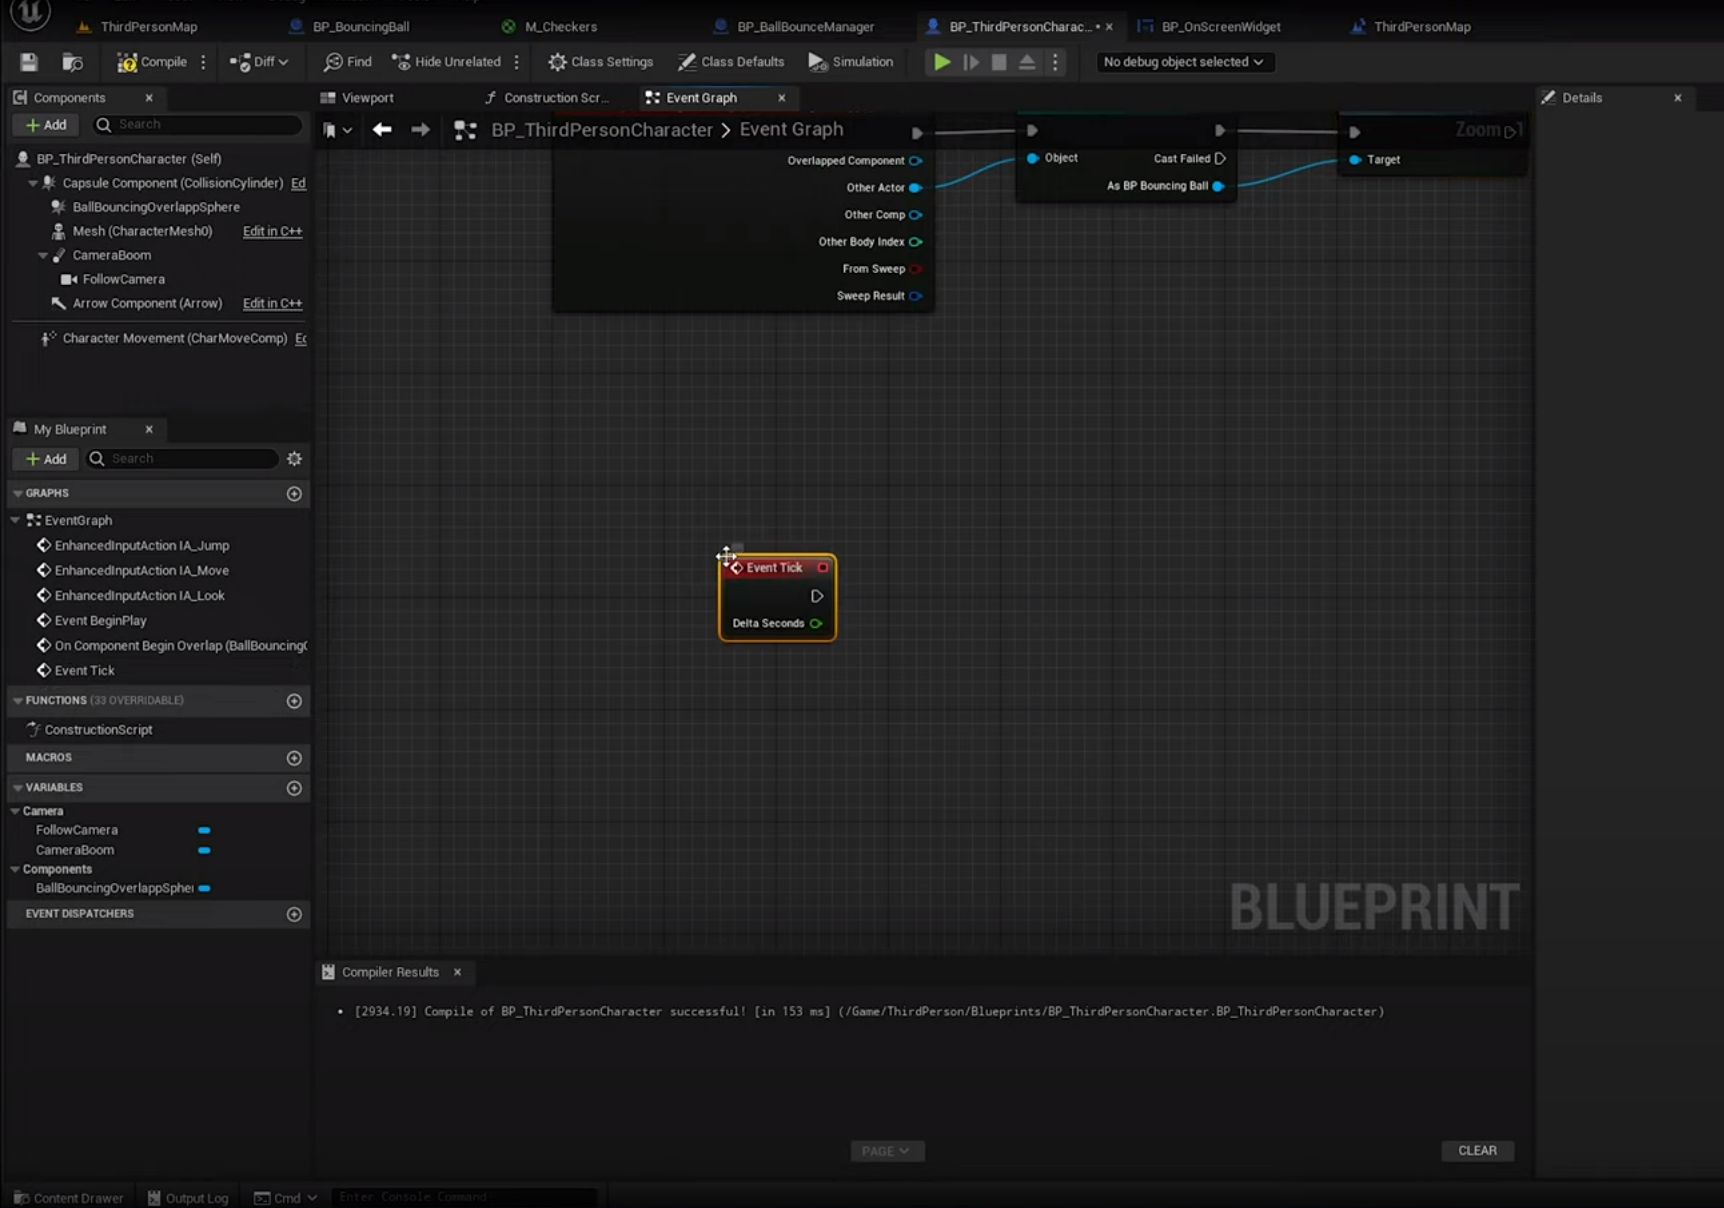 ThirdPersonMap
BP_BouncingBall
M_Checkers
BP_BallBounceManager
BP_ThirdPersonCharac... •
BP_OnScreenWidget
ThirdPersonMap
Compile
Diff
Find
Hide Unrelated
Class Settings
Class Defaults
Simulation
No debug object selected
Components
Viewport
Construction Scr...
Event Graph
Details
Add
Search
BP_ThirdPersonCharacter > Event Graph
Zoom
BP_ThirdPersonCharacter (Self)
Capsule Component (CollisionCylinder) Ed
BallBouncingOverlappSphere
Mesh (CharacterMesh0) Edit in C++
CameraBoom
FollowCamera
Arrow Component (Arrow) Edit in C++
Character Movement (CharMoveComp) Ec
Overlapped Component
Other Actor
Other Comp
Other Body Index
From Sweep
Sweep Result
Object
Cast Failed
As BP Bouncing Ball
Target
My Blueprint
Add
Search
GRAPHS
EventGraph
EnhancedInputAction IA_Jump
EnhancedInputAction IA_Move
EnhancedInputAction IA_Look
Event BeginPlay
On Component Begin Overlap (BallBouncing
Event Tick
FUNCTIONS (33 OVERRIDABLE)
ConstructionScript
MACROS
VARIABLES
Camera
FollowCamera
CameraBoom
Components
BallBouncingOverlappSpher
EVENT DISPATCHERS
Event Tick
Delta Seconds
BLUEPRINT
Compiler Results
• [2934.19] Compile of BP_ThirdPersonCharacter successful! [in 153 ms] (/Game/ThirdPerson/Blueprints/BP_ThirdPersonCharacter.BP_ThirdPersonCharacter)
PAGE
CLEAR
Content Drawer
Output Log
Cmd
Enter Console Command